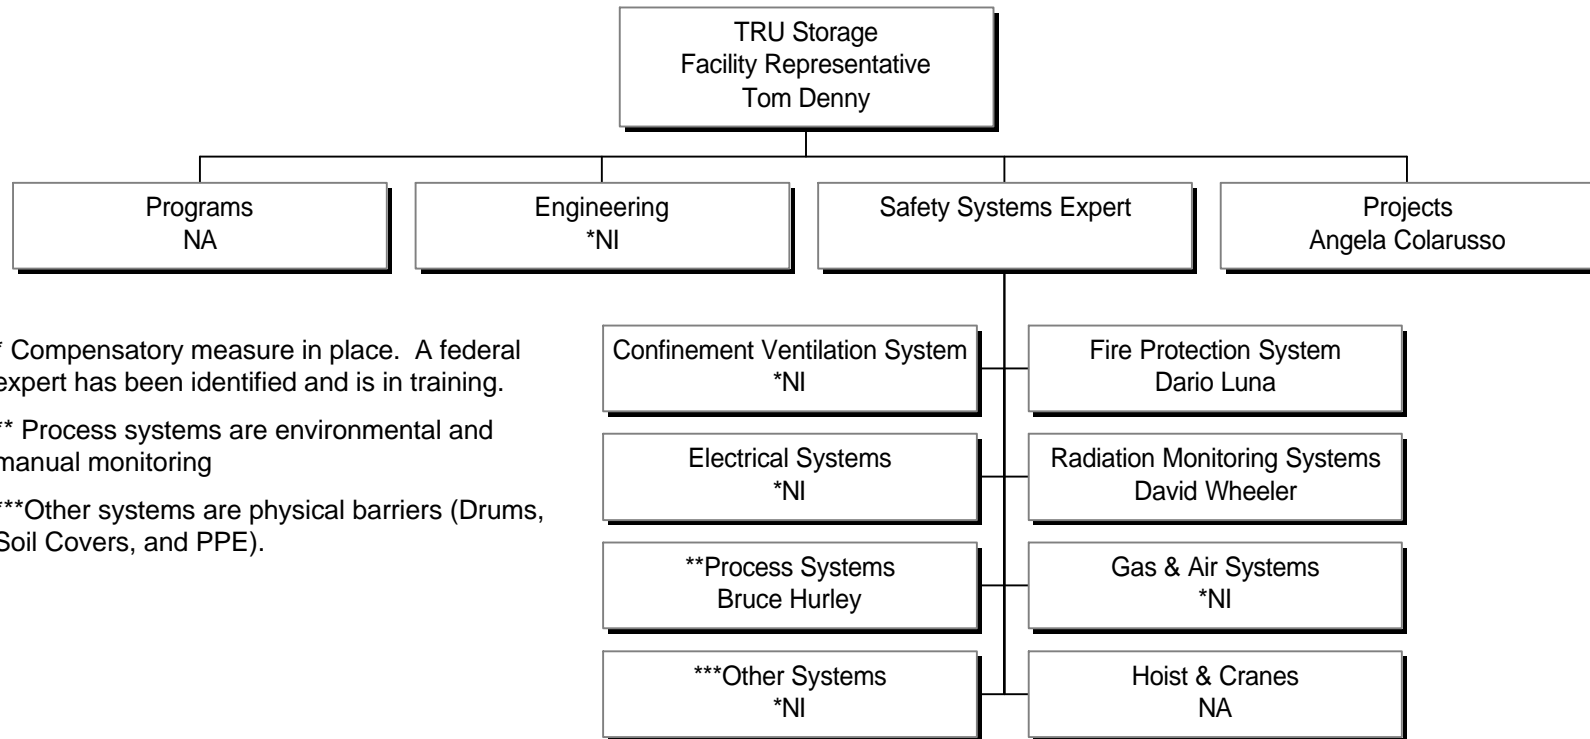 TRU Storage
Facility Representative
Tom Denny
Programs
NA
Engineering
*NI
Safety Systems Expert
Projects
Angela Colarusso
* Compensatory measure in place.  A federal
expert has been identified and is in training.
** Process systems are environmental and
manual monitoring
***Other systems are physical barriers (Drums,
Soil Covers, and PPE).
Confinement Ventilation System
*NI
Fire Protection System
Dario Luna
Electrical Systems
*NI
Radiation Monitoring Systems
David Wheeler
**Process Systems
Bruce Hurley
Gas & Air Systems
*NI
***Other Systems
*NI
Hoist & Cranes
NA